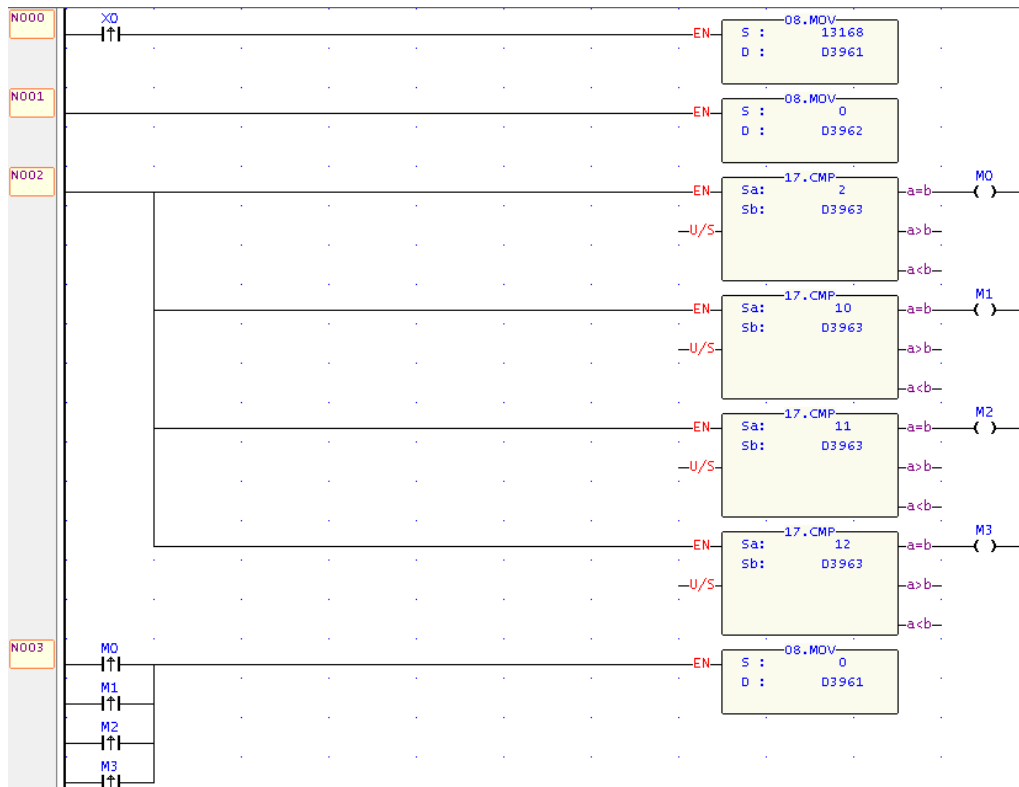 N000 X0 08.MOV
EN S : 13168
D : D3961
N001 08.MOV
EN S : 0
D : D3962
N002 17.CMP M0
EN Sa: 2 a=b
Sb: D3963
U/S a>b
a<b
17.CMP M1
EN Sa: 10 a=b
Sb: D3963
U/S a>b
a<b
17.CMP M2
EN Sa: 11 a=b
Sb: D3963
U/S a>b
a<b
17.CMP M3
EN Sa: 12 a=b
Sb: D3963
U/S a>b
a<b
N003 M0 08.MOV
EN S : 0
D : D3961
M1
M2
M3